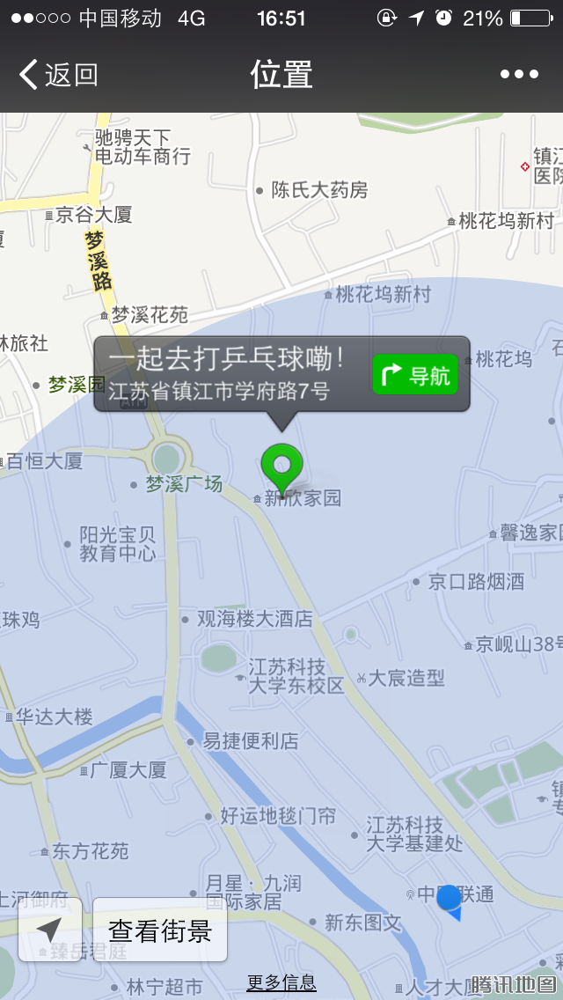 中国移动 4G 16:51 21%
返回 位置
驰骋天下
电动车商行
镇江
医院
陈氏大药房
京谷大厦
桃花坞新村
厦
梦溪路
桃花坞新村
梦溪花苑
林旅社
一起去打乒乓球嘞!
江苏省镇江市学府路7号
导航
桃花坞
石
梦溪园
ATM
百恒大厦
梦溪广场
新欣家园
阳光宝贝
教育中心
馨逸家园
京口路烟酒
珠鸡
观海楼大酒店
京岘山38号
江苏科技
大学东校区
大宸造型
华达大楼
易捷便利店
广厦大厦
镇
专
好运地毯门帘
江苏科技
大学基建处
东方花苑
月星·九润
国际家居
上河御府
中国联通
查看街景
新东图文
臻岳君庭
彩
林宁超市
更多信息
人才大厦
腾讯地图